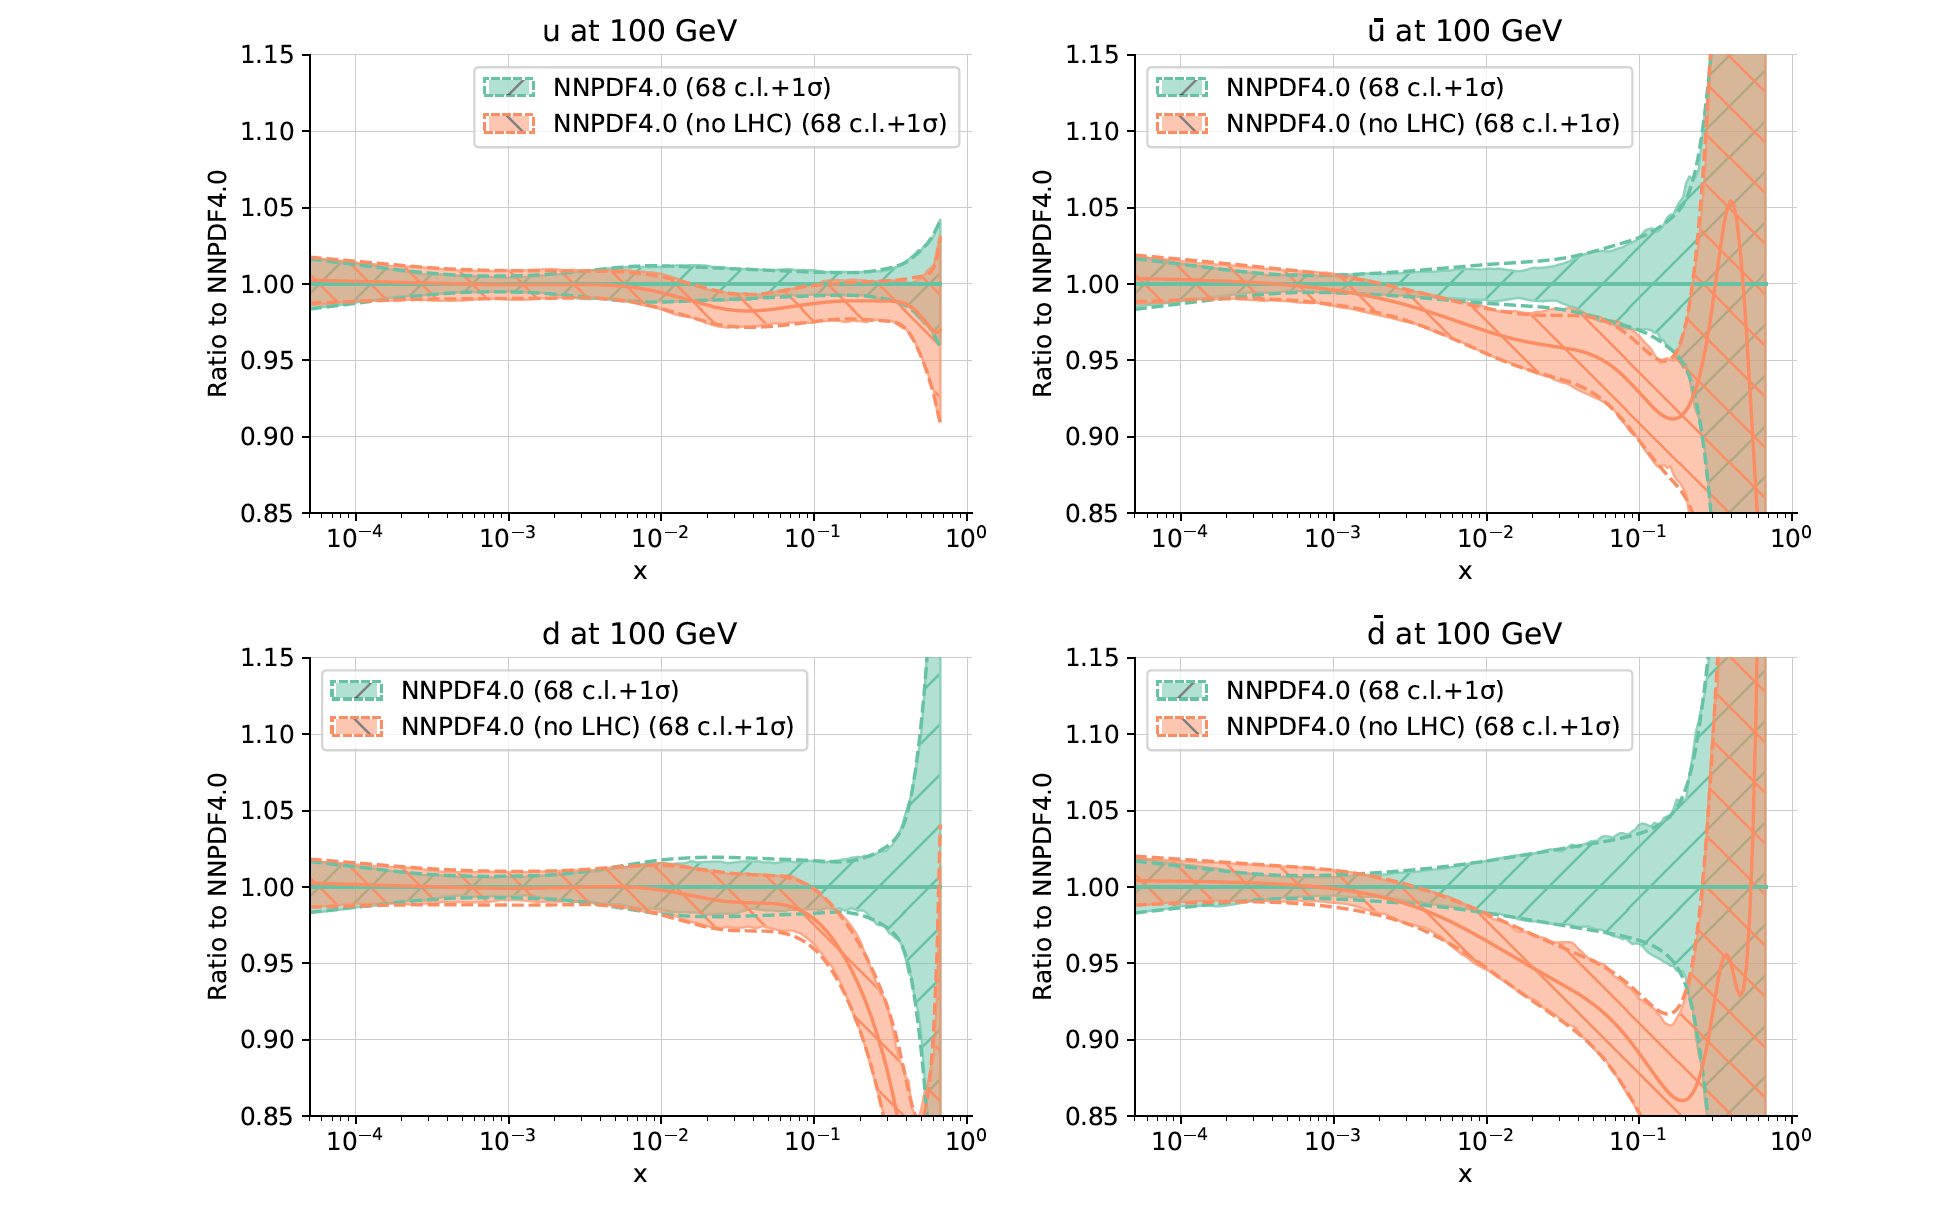 u at 100 GeV
1.15
1.10
1.05
1.00
0.95
0.90
0.85
Ratio to NNPDF4.0
NNPDF4.0 (68 c.l.+1σ)
NNPDF4.0 (no LHC) (68 c.l.+1σ)
10⁻⁴ 10⁻³ 10⁻² 10⁻¹ 10⁰
x
ū at 100 GeV
1.15
1.10
1.05
1.00
0.95
0.90
0.85
Ratio to NNPDF4.0
NNPDF4.0 (68 c.l.+1σ)
NNPDF4.0 (no LHC) (68 c.l.+1σ)
10⁻⁴ 10⁻³ 10⁻² 10⁻¹ 10⁰
x
d at 100 GeV
1.15
1.10
1.05
1.00
0.95
0.90
0.85
Ratio to NNPDF4.0
NNPDF4.0 (68 c.l.+1σ)
NNPDF4.0 (no LHC) (68 c.l.+1σ)
10⁻⁴ 10⁻³ 10⁻² 10⁻¹ 10⁰
x
d̄ at 100 GeV
1.15
1.10
1.05
1.00
0.95
0.90
0.85
Ratio to NNPDF4.0
NNPDF4.0 (68 c.l.+1σ)
NNPDF4.0 (no LHC) (68 c.l.+1σ)
10⁻⁴ 10⁻³ 10⁻² 10⁻¹ 10⁰
x